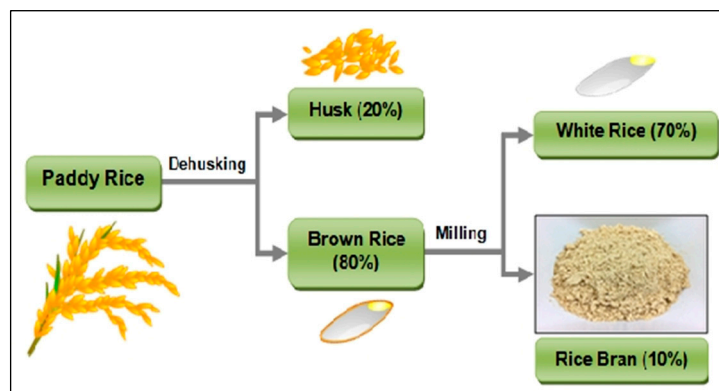 Paddy Rice
Dehusking
Husk (20%)
Brown Rice
(80%)
Milling
White Rice (70%)
Rice Bran (10%)